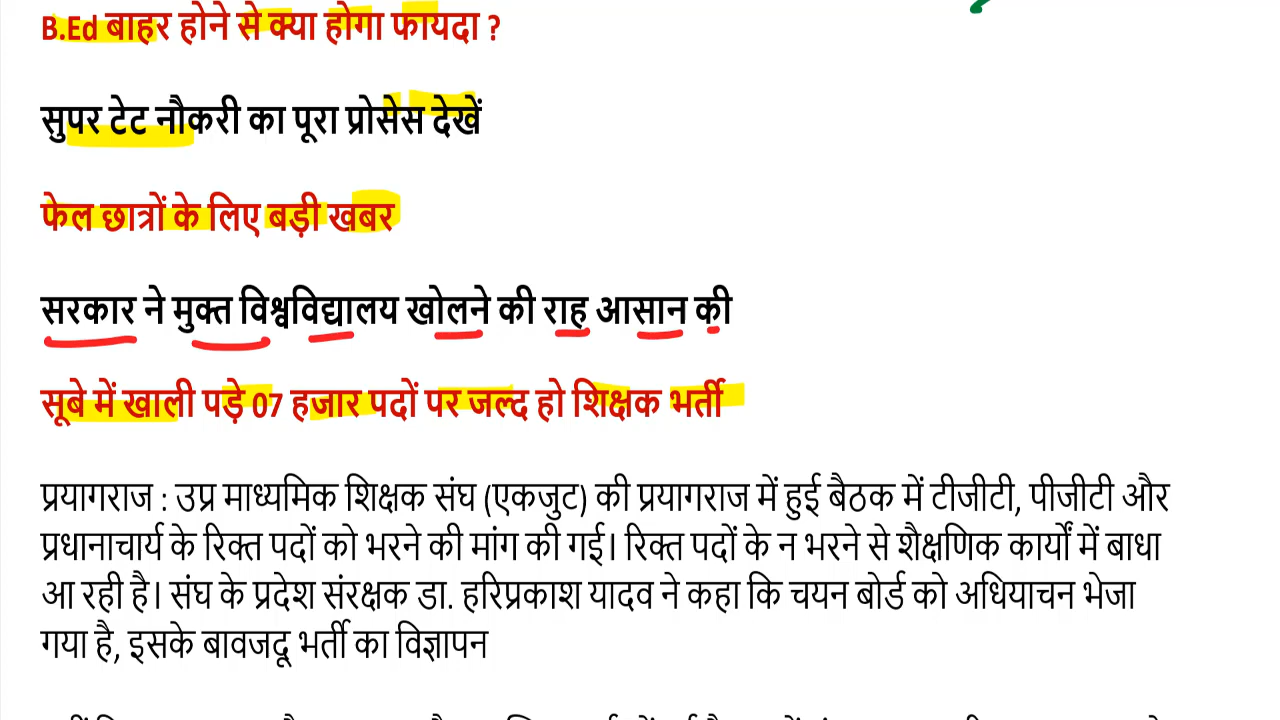 B.Ed बाहर होने से क्या होगा फायदा ?
सुपर टेट नौकरी का पूरा प्रोसेस देखें
फेल छात्रों के लिए बड़ी खबर
सरकार ने मुक्त विश्वविद्यालय खोलने की राह आसान की
सूबे में खाली पड़े 07 हजार पदों पर जल्द हो शिक्षक भर्ती
प्रयागराज : उप्र माध्यमिक शिक्षक संघ (एकजुट) की प्रयागराज में हुई बैठक में टीजीटी, पीजीटी और
प्रधानाचार्य के रिक्त पदों को भरने की मांग की गई। रिक्त पदों के न भरने से शैक्षणिक कार्यों में बाधा
आ रही है। संघ के प्रदेश संरक्षक डा. हरिप्रकाश यादव ने कहा कि चयन बोर्ड को अधियाचन भेजा
गया है, इसके बावजदू भर्ती का विज्ञापन